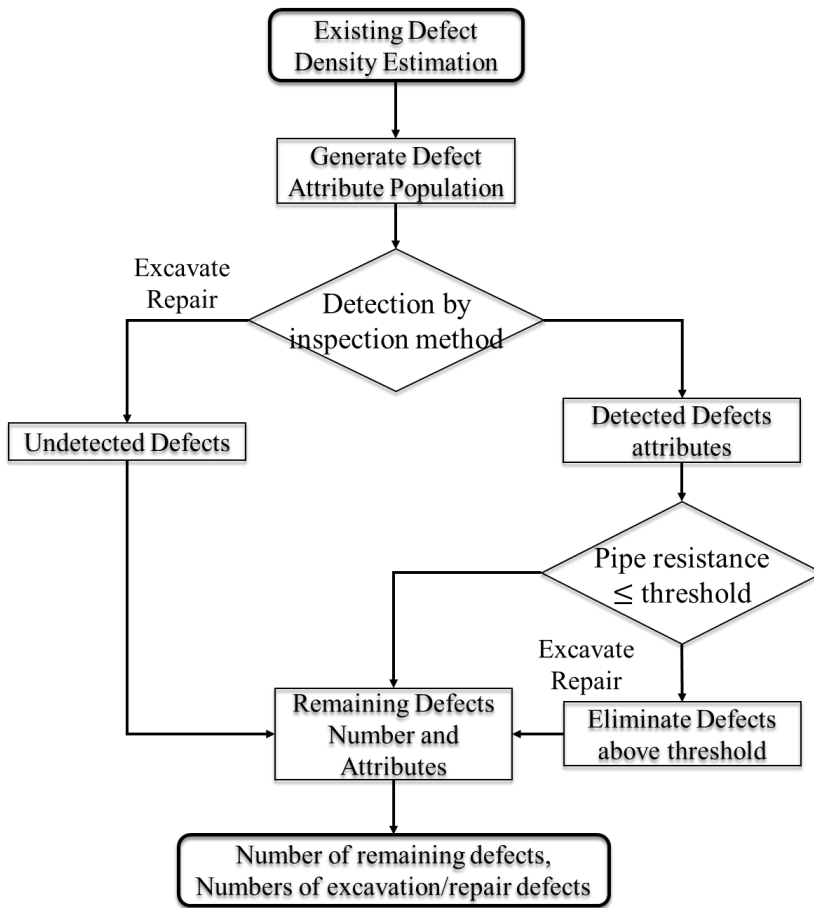 Existing Defect
Density Estimation
Generate Defect
Attribute Population
Excavate
Repair
Detection by
inspection method
Undetected Defects
Detected Defects
attributes
Pipe resistance
≤ threshold
Excavate
Repair
Remaining Defects
Number and
Attributes
Eliminate Defects
above threshold
Number of remaining defects,
Numbers of excavation/repair defects